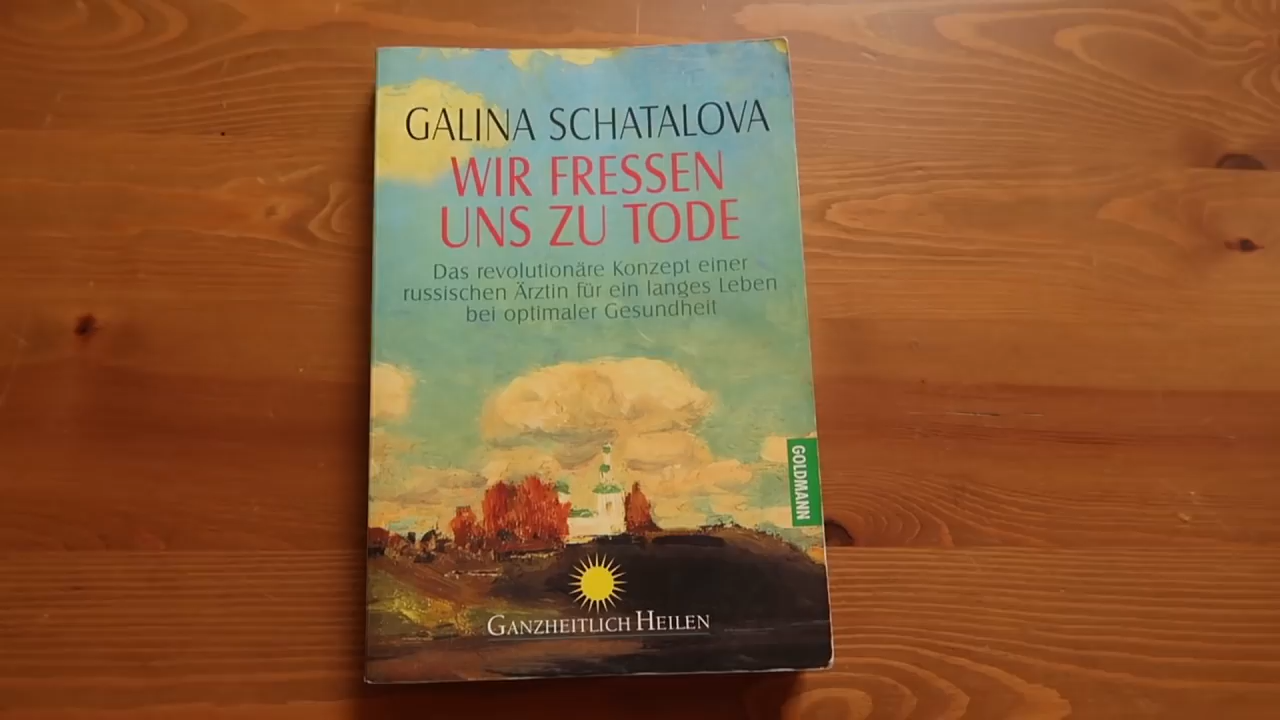 GALINA SCHATALOVA
WIR FRESSEN
UNS ZU TODE
Das revolutionäre Konzept einer
russischen Ärztin für ein langes Leben
bei optimaler Gesundheit
GOLDMANN
GANZHEITLICH HEILEN